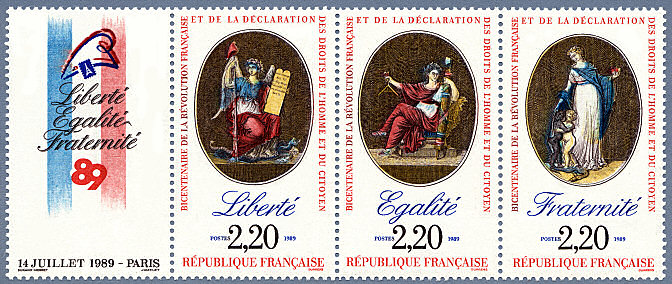 Liberté
Egalité
Fraternité
89
14 JUILLET 1989 - PARIS
BICENTENAIRE DE LA RÉVOLUTION FRANÇAISE
ET DE LA DÉCLARATION
DES DROITS DE L'HOMME ET DU CITOYEN
Liberté
POSTES 2,20 1989
RÉPUBLIQUE FRANÇAISE
BICENTENAIRE DE LA RÉVOLUTION FRANÇAISE
ET DE LA DÉCLARATION
DES DROITS DE L'HOMME ET DU CITOYEN
Egalité
POSTES 2,20 1989
RÉPUBLIQUE FRANÇAISE
BICENTENAIRE DE LA RÉVOLUTION FRANÇAISE
ET DE LA DÉCLARATION
DES DROITS DE L'HOMME ET DU CITOYEN
Fraternité
POSTES 2,20 1989
RÉPUBLIQUE FRANÇAISE